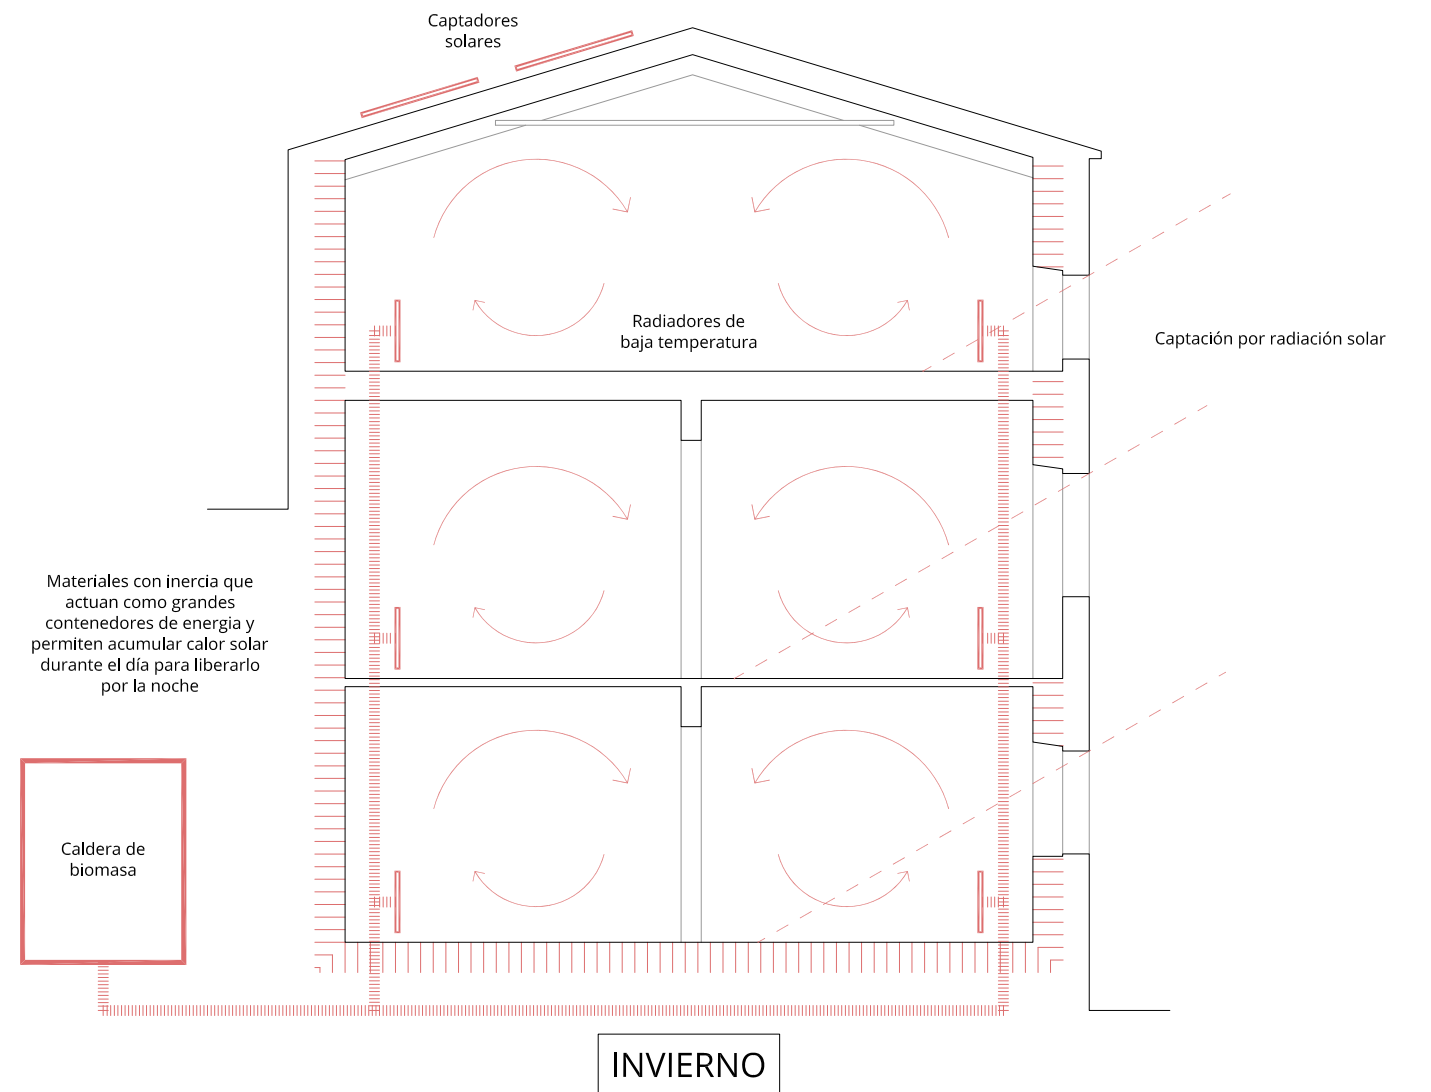 Captadores
solares
Radiadores de
baja temperatura
Captación por radiación solar
Materiales con inercia que
actuan como grandes
contenedores de energia y
permiten acumular calor solar
durante el día para liberarlo
por la noche
Caldera de
biomasa
INVIERNO